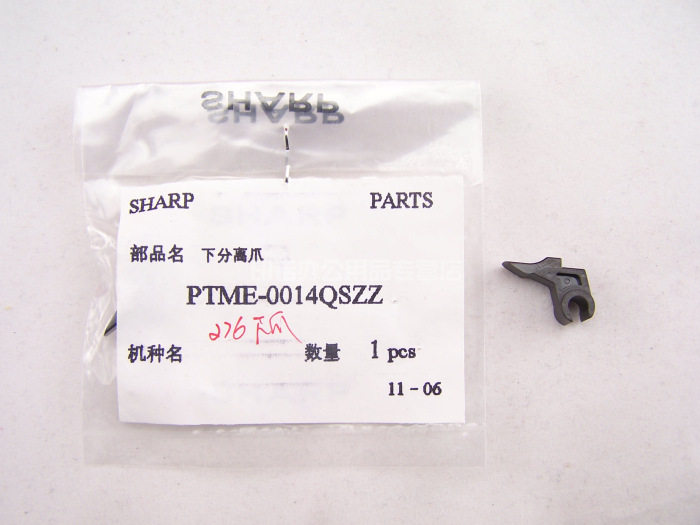 SHARP
SHARP PARTS
部品名 下分离爪
PTME-0014QSZZ
276下爪
机种名 数量 1 pcs
11-06